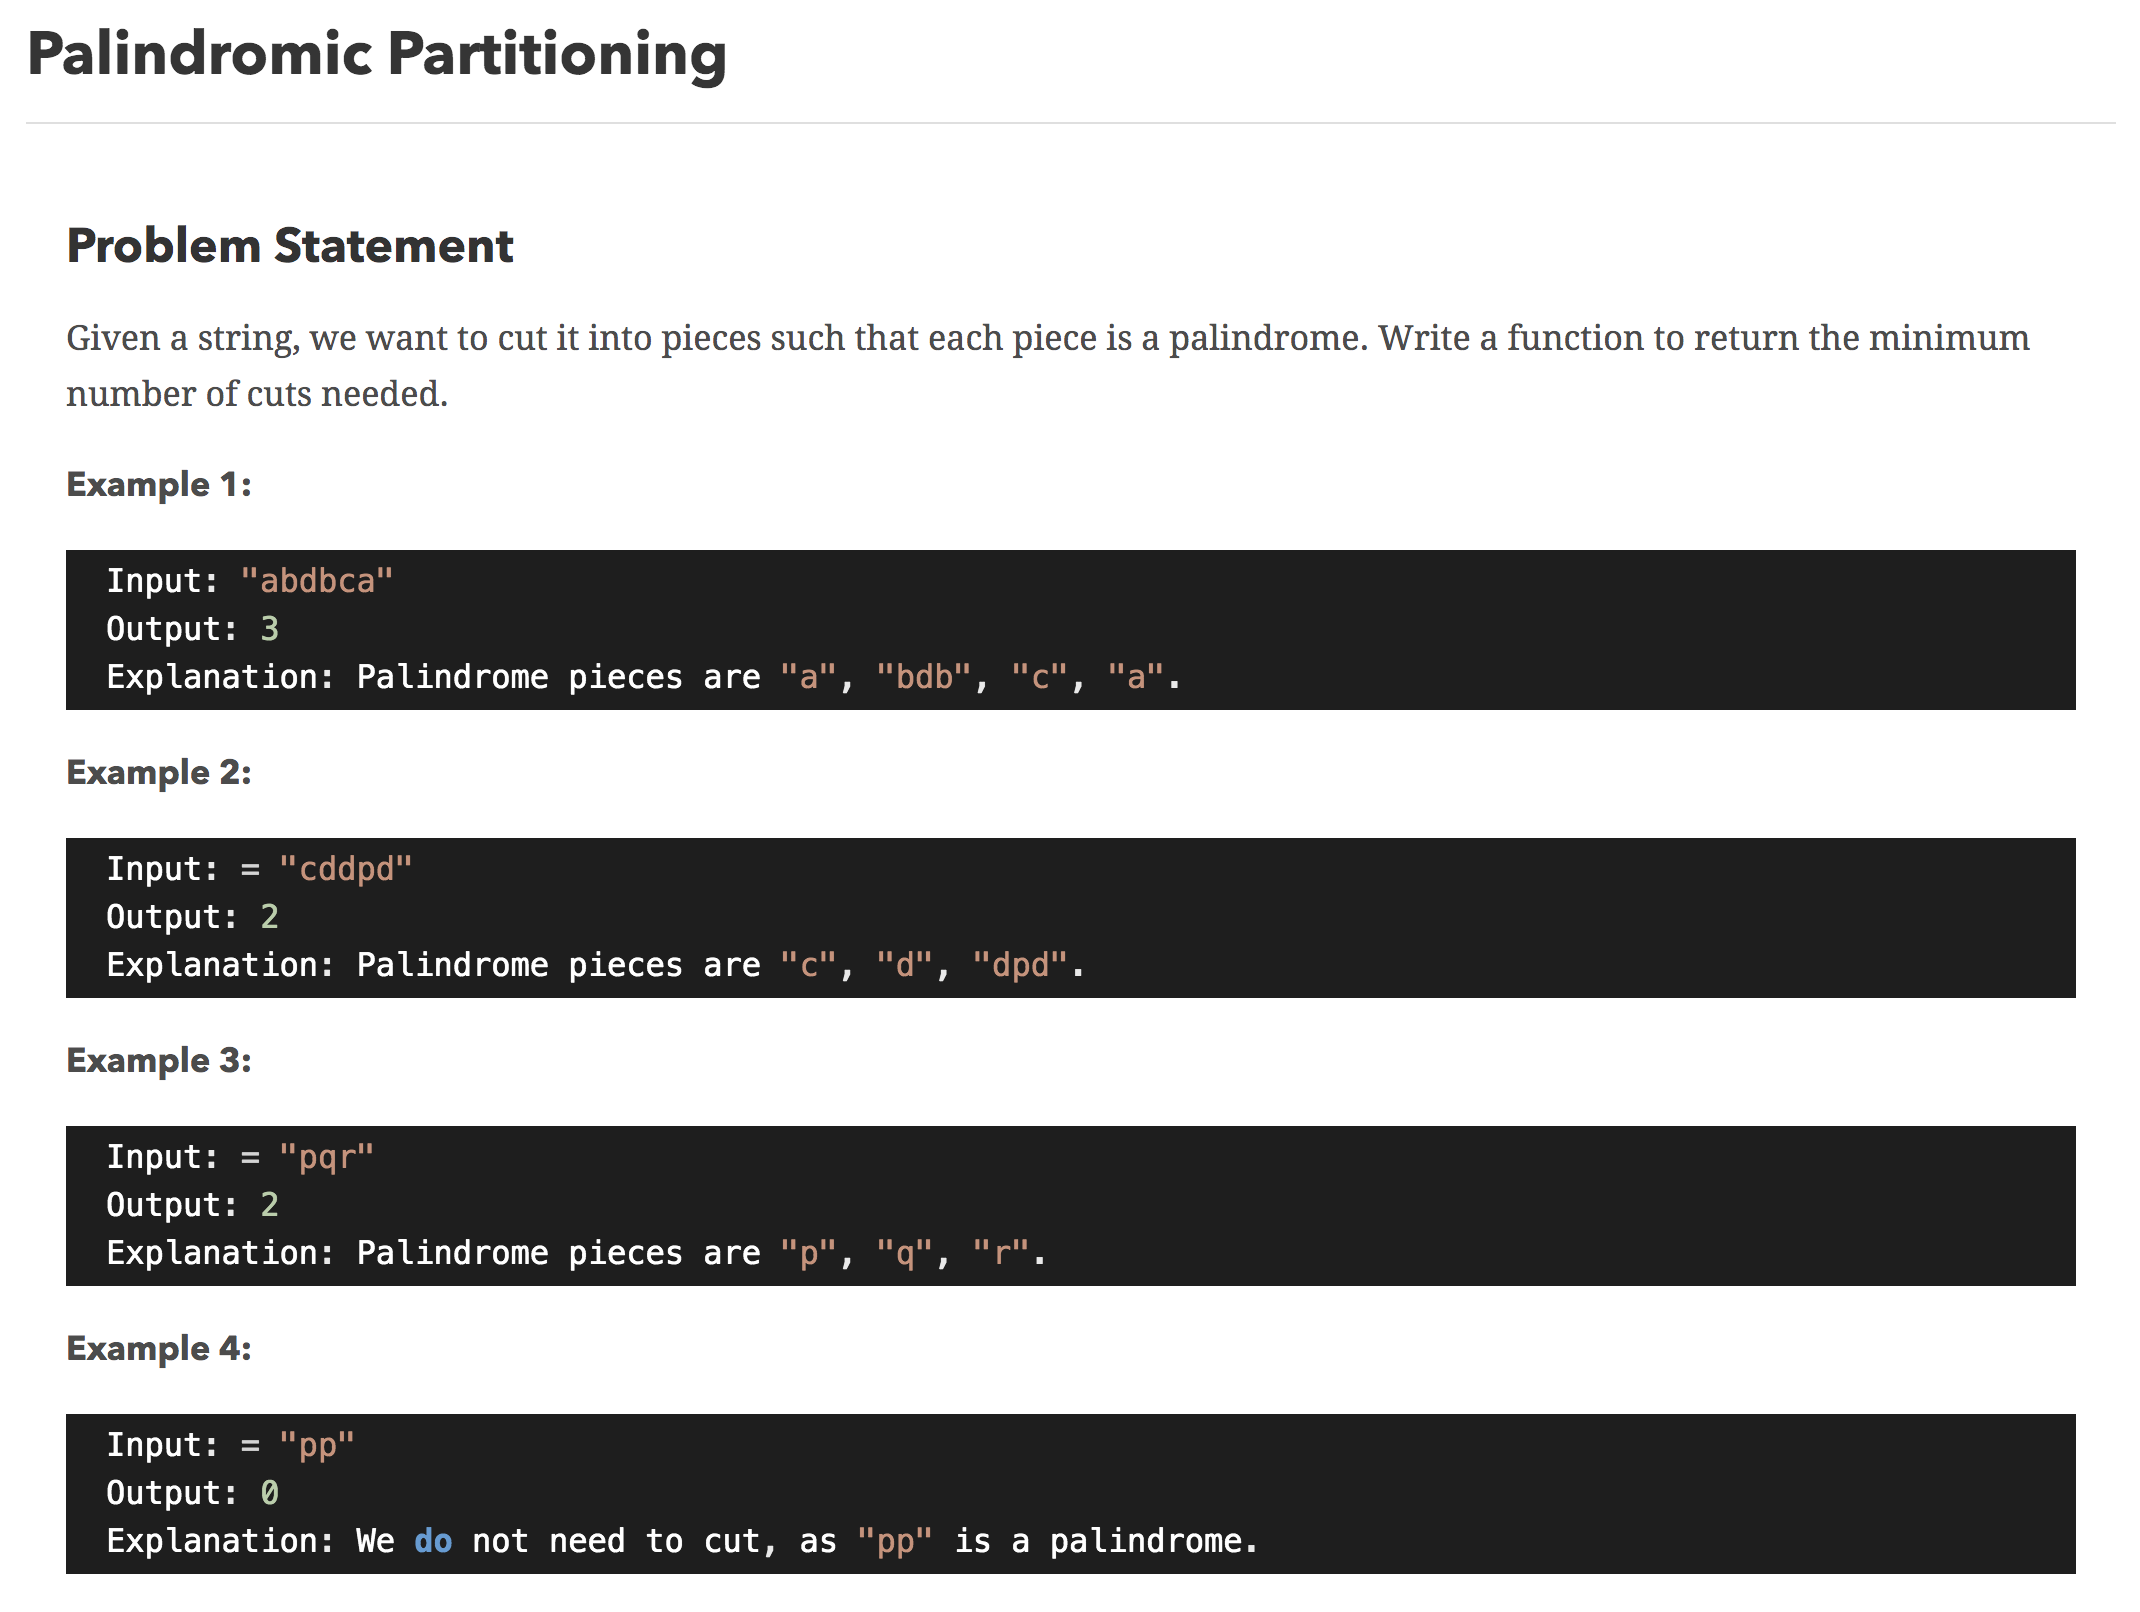 Palindromic Partitioning
Problem Statement
Given a string, we want to cut it into pieces such that each piece is a palindrome. Write a function to return the minimum
number of cuts needed.
Example 1:
Input: "abdbca"
Output: 3
Explanation: Palindrome pieces are "a", "bdb", "c", "a".
Example 2:
Input: = "cddpd"
Output: 2
Explanation: Palindrome pieces are "c", "d", "dpd".
Example 3:
Input: = "pqr"
Output: 2
Explanation: Palindrome pieces are "p", "q", "r".
Example 4:
Input: = "pp"
Output: 0
Explanation: We do not need to cut, as "pp" is a palindrome.